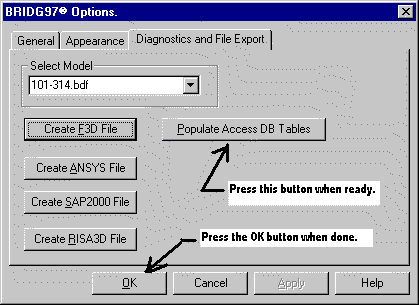 BRIDG97® Options.
General Appearance Diagnostics and File Export
Select Model
101-314.bdf
Create F3D File Populate Access DB Tables
Create ANSYS File
Press this button when ready.
Create SAP2000 File
Create RISA3D File
Press the OK button when done.
OK Cancel Apply Help